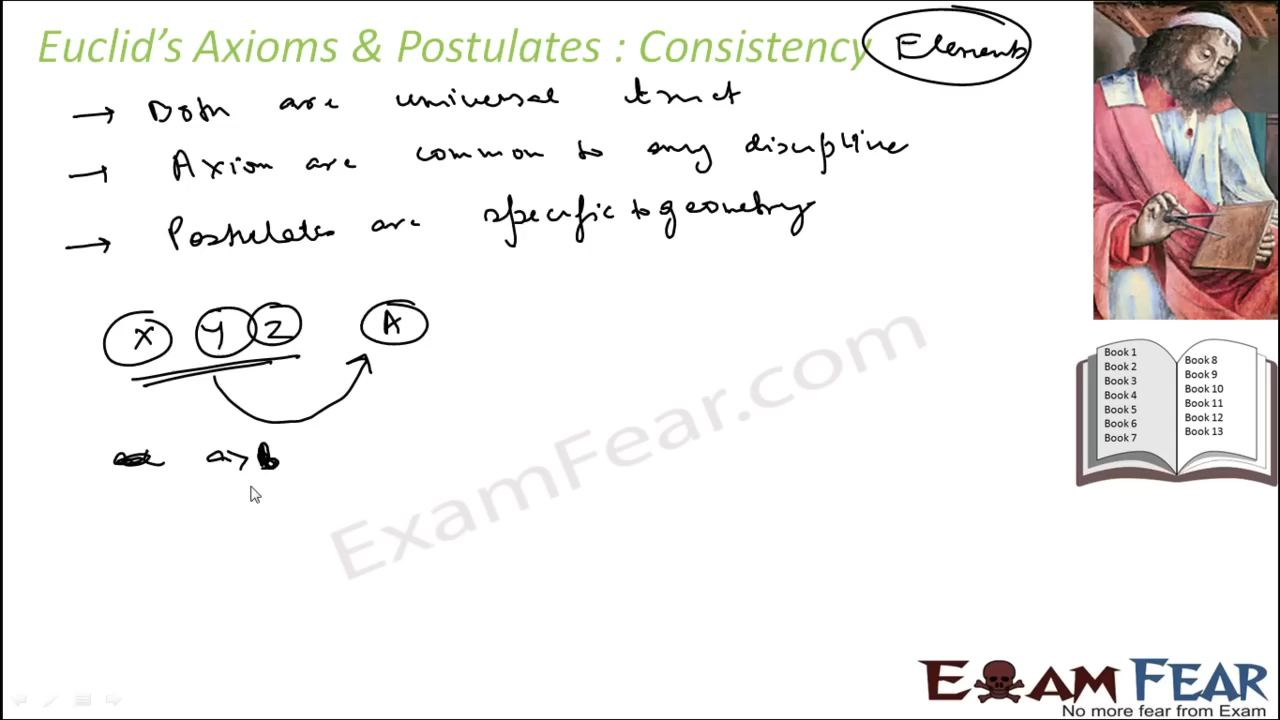 Euclid's Axioms & Postulates : Consistency
Elements
→ Both are universal truct
→ Axiom are common to any discipline
→ Postulates are specific to geometry
X Y Z A
a > b
ExamFear.com
Book 1
Book 2
Book 3
Book 4
Book 5
Book 6
Book 7
Book 8
Book 9
Book 10
Book 11
Book 12
Book 13
EXAM FEAR
No more fear from Exam